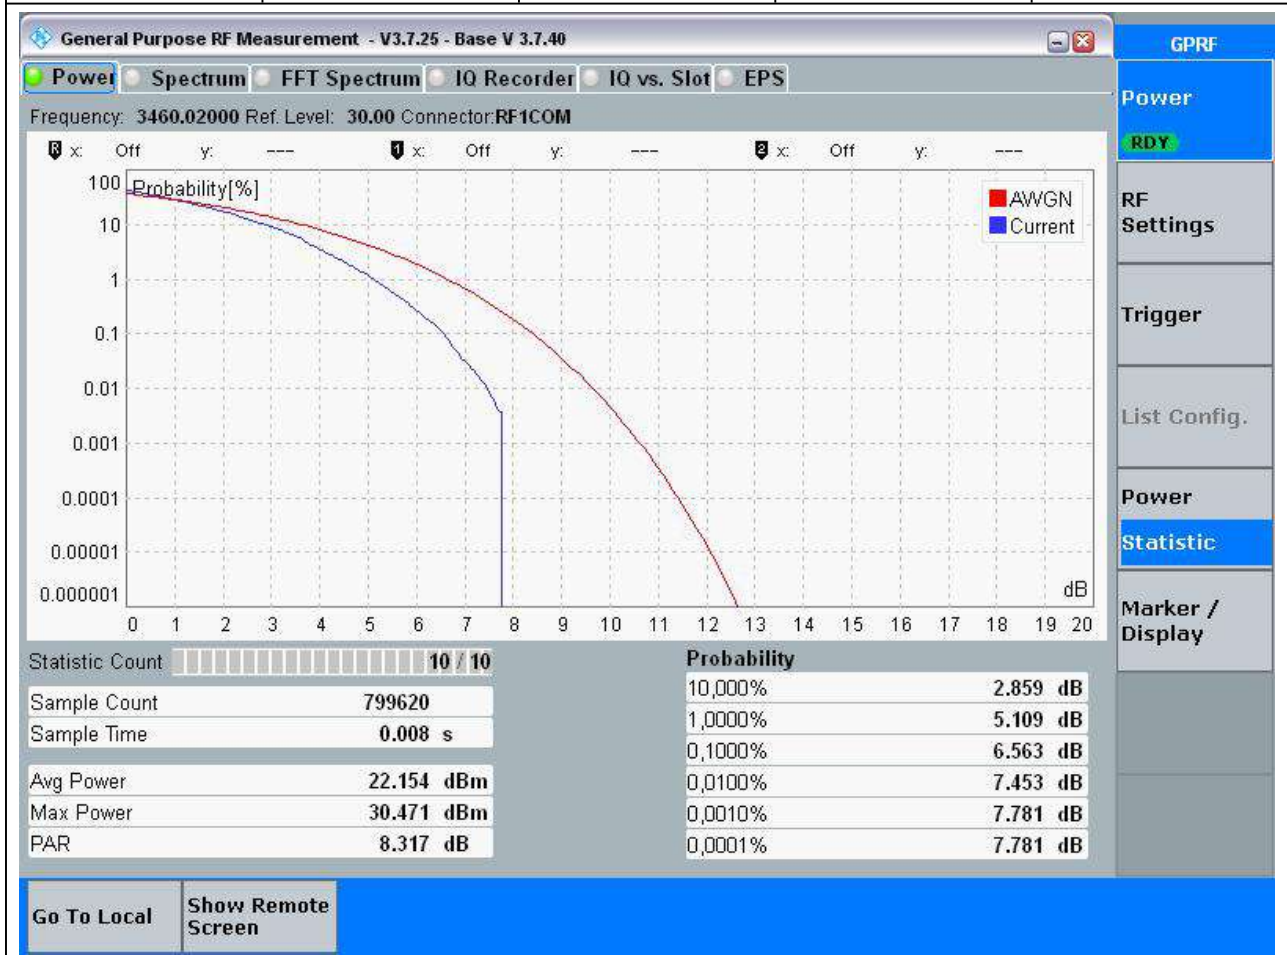 General Purpose RF Measurement - V3.7.25 - Base V 3.7.40
GPRF
Power Spectrum FFT Spectrum IQ Recorder IQ vs. Slot EPS
Frequency: 3460.02000 Ref. Level: 30.00 Connector:RF1COM
Power
RDY
R x: Off y: --- 1 x: Off y: --- 2 x: Off y: ---
Probability[%]
AWGN
Current
100
10
1
0.1
0.01
0.001
0.0001
0.00001
0.000001
dB
0 1 2 3 4 5 6 7 8 9 10 11 12 13 14 15 16 17 18 19 20
RF
Settings
Trigger
List Config.
Power
Statistic
Marker /
Display
Statistic Count 10 / 10
Sample Count 799620
Sample Time 0.008 s
Avg Power 22.154 dBm
Max Power 30.471 dBm
PAR 8.317 dB
Probability
10,000% 2.859 dB
1,0000% 5.109 dB
0,1000% 6.563 dB
0,0100% 7.453 dB
0,0010% 7.781 dB
0,0001% 7.781 dB
Go To Local
Show Remote
Screen